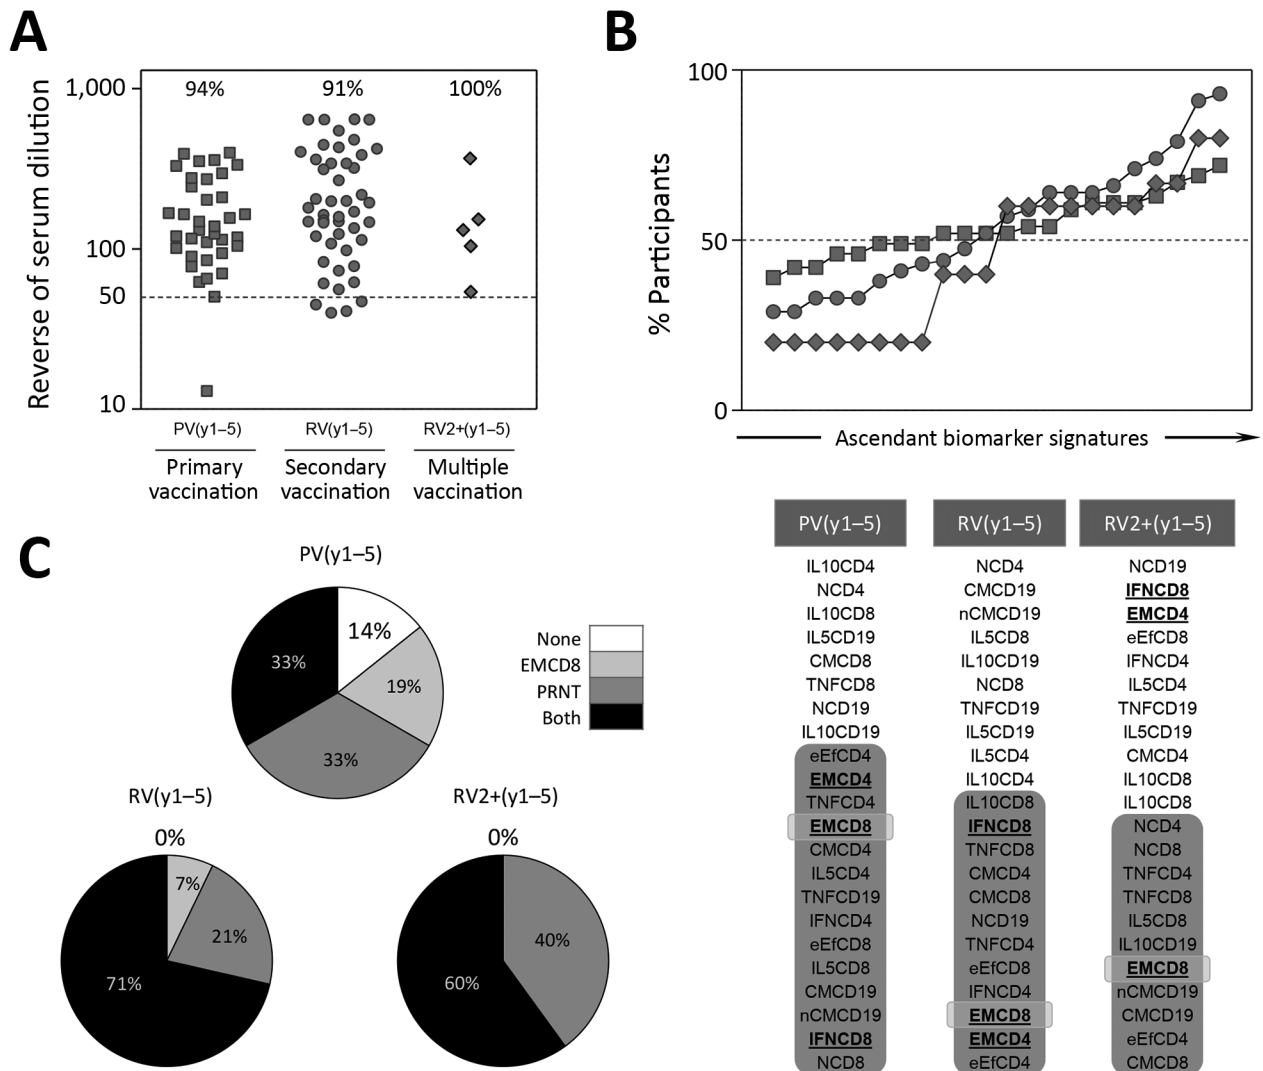 A
Reverse of serum dilution
1,000
100
50
10
94%
91%
100%
PV(y1–5)
RV(y1–5)
RV2+(y1–5)
Primary
vaccination
Secondary
vaccination
Multiple
vaccination
B
% Participants
100
50
0
Ascendant biomarker signatures
PV(y1–5)
IL10CD4
NCD4
IL10CD8
IL5CD19
CMCD8
TNFCD8
NCD19
IL10CD19
eEfCD4
EMCD4
TNFCD4
EMCD8
CMCD4
IL5CD4
TNFCD19
IFNCD4
eEfCD8
IL5CD8
CMCD19
nCMCD19
IFNCD8
NCD8
RV(y1–5)
NCD4
CMCD19
nCMCD19
IL5CD8
IL10CD19
NCD8
TNFCD19
IL5CD19
IL5CD4
IL10CD4
IL10CD8
IFNCD8
TNFCD8
CMCD4
CMCD8
NCD19
TNFCD4
eEfCD8
IFNCD4
EMCD8
EMCD4
eEfCD4
RV2+(y1–5)
NCD19
IFNCD8
EMCD4
eEfCD8
IFNCD4
IL5CD4
TNFCD19
IL5CD19
CMCD4
IL10CD8
IL10CD8
NCD4
NCD8
TNFCD4
TNFCD8
IL5CD8
IL10CD19
EMCD8
nCMCD19
CMCD19
eEfCD4
CMCD8
C
PV(y1–5)
14%
19%
33%
33%
None
EMCD8
PRNT
Both
RV(y1–5)
0%
7%
21%
71%
RV2+(y1–5)
0%
40%
60%